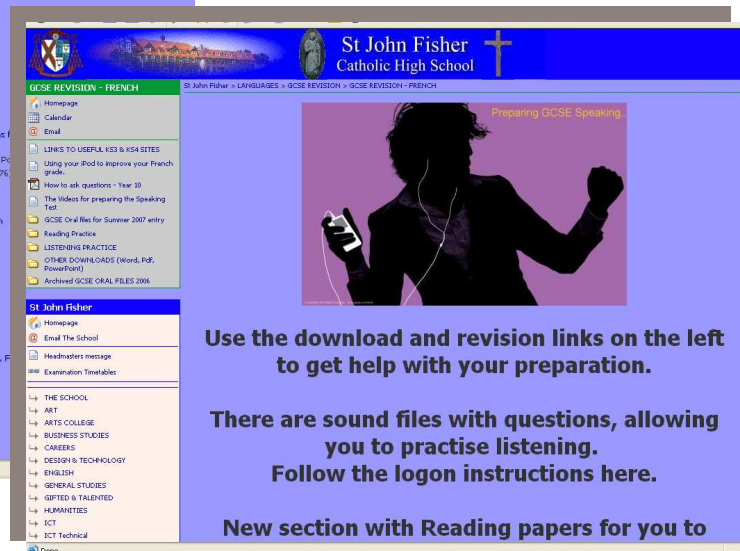 St John Fisher
Catholic High School
GCSE REVISION - FRENCH
St John Fisher > LANGUAGES > GCSE REVISION > GCSE REVISION - FRENCH
Homepage
Calendar
Email
LINKS TO USEFUL KS3 & KS4 SITES
Using your iPod to improve your French
grade.
How to ask questions - Year 10
The Videos for preparing the Speaking
Test
GCSE Oral files for Summer 2007 entry
Reading Practice
LISTENING PRACTICE
OTHER DOWNLOADS (Word, Pdf,
PowerPoint)
Archived GCSE ORAL FILES 2006
St John Fisher
Homepage
Email The School
Headmasters message
Examination Timetables
THE SCHOOL
ART
ARTS COLLEGE
BUSINESS STUDIES
CAREERS
DESIGN & TECHNOLOGY
ENGLISH
GENERAL STUDIES
GIFTED & TALENTED
HUMANITIES
ICT
ICT Technical
Preparing GCSE Speaking..
Use the download and revision links on the left
to get help with your preparation.
There are sound files with questions, allowing
you to practise listening.
Follow the logon instructions here.
New section with Reading papers for you to